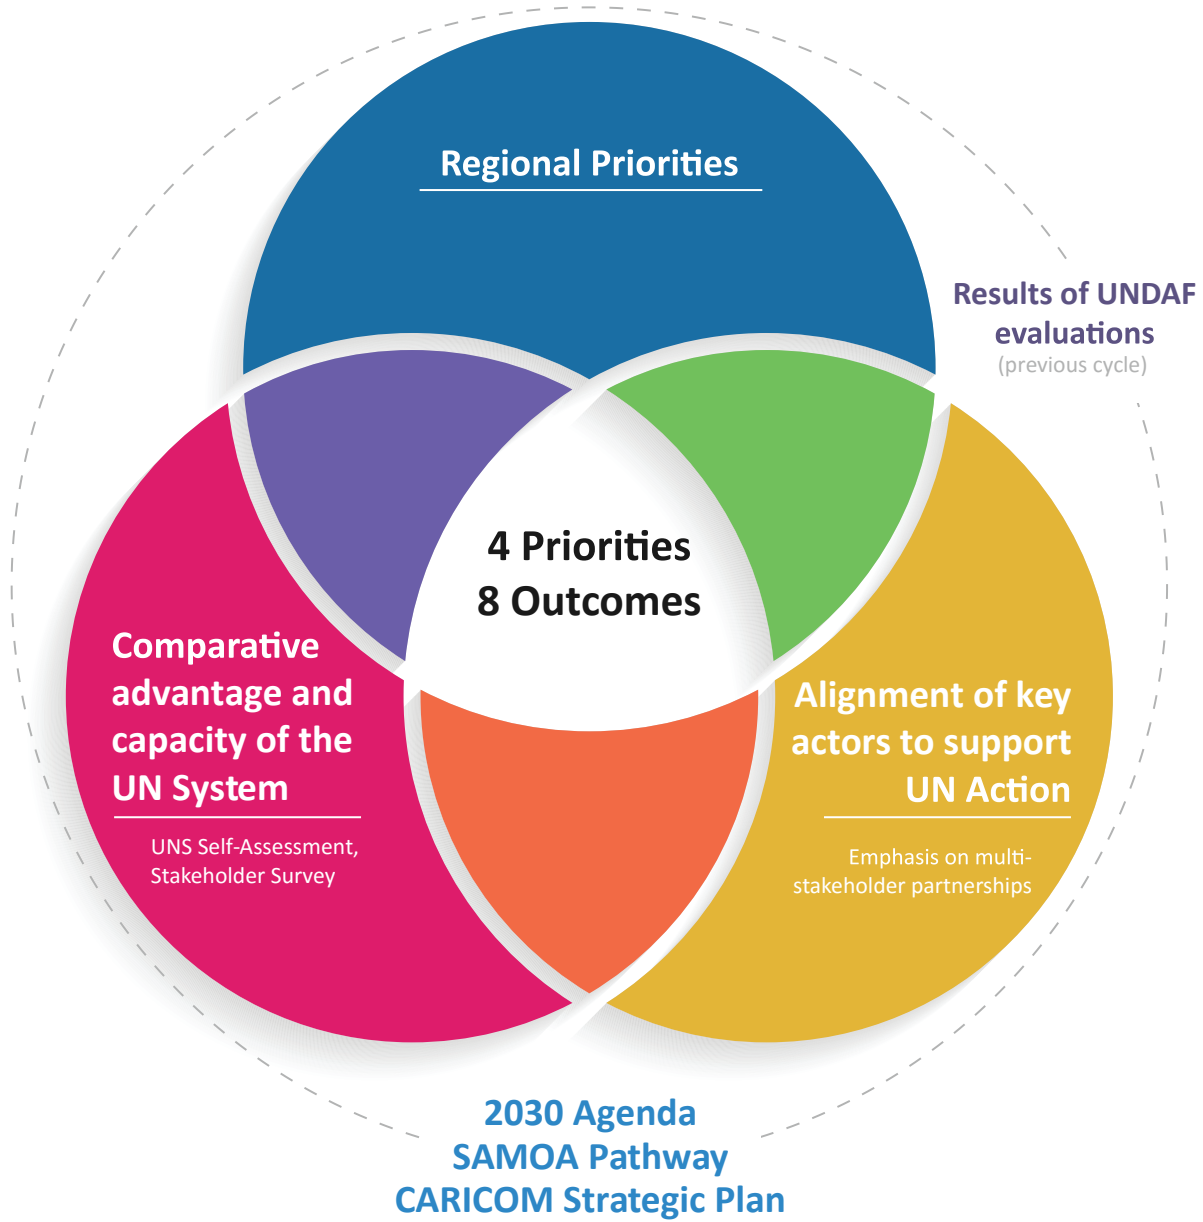 Regional Priorities
Results of UNDAF
evaluations
(previous cycle)
4 Priorities
8 Outcomes
Comparative
advantage and
capacity of the
UN System
UNS Self-Assessment,
Stakeholder Survey
Alignment of key
actors to support
UN Action
Emphasis on multi-
stakeholder partnerships
2030 Agenda
SAMOA Pathway
CARICOM Strategic Plan